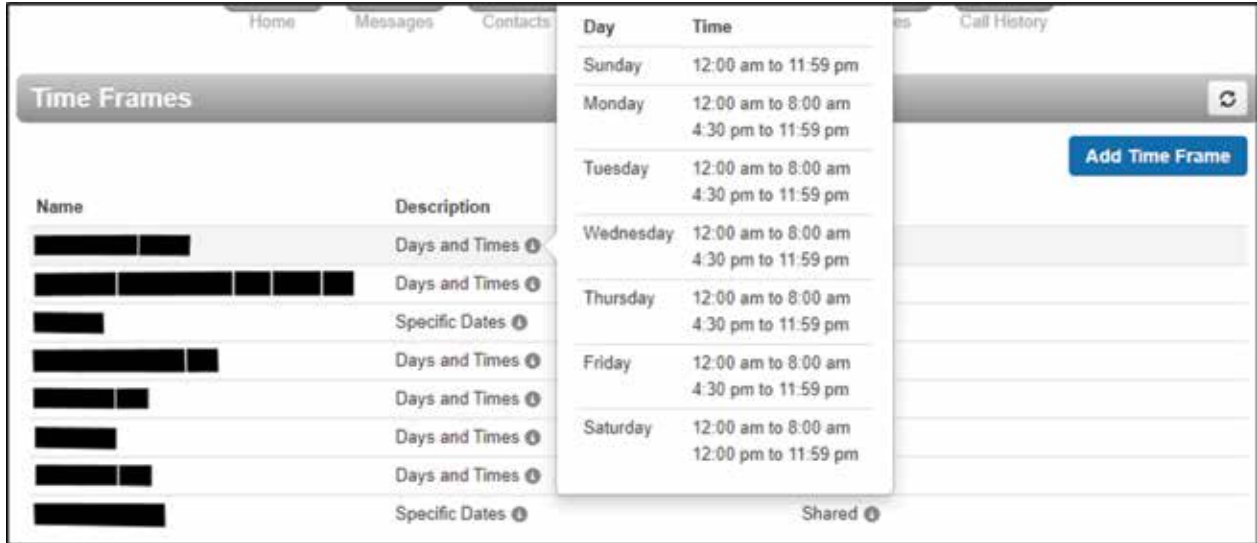 Home Messages Contacts Call History
Day Time
Sunday 12:00 am to 11:59 pm
Time Frames
Monday 12:00 am to 8:00 am
4:30 pm to 11:59 pm
Add Time Frame
Tuesday 12:00 am to 8:00 am
4:30 pm to 11:59 pm
Name Description
Wednesday 12:00 am to 8:00 am
4:30 pm to 11:59 pm
Thursday 12:00 am to 8:00 am
4:30 pm to 11:59 pm
Friday 12:00 am to 8:00 am
4:30 pm to 11:59 pm
Saturday 12:00 am to 8:00 am
12:00 pm to 11:59 pm
Days and Times
Days and Times
Specific Dates
Days and Times
Days and Times
Days and Times
Days and Times
Specific Dates Shared